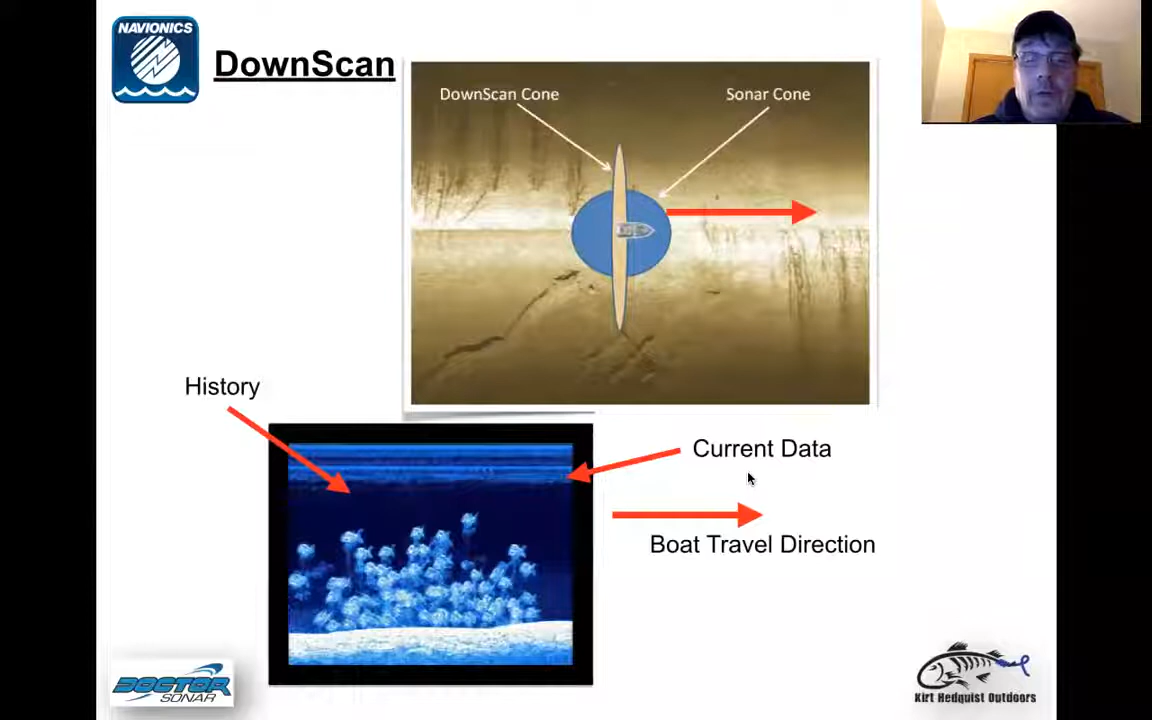 NAVIONICS
DownScan
DownScan Cone
Sonar Cone
History
Current Data
Boat Travel Direction
DOCTOR
SONAR
Kirt Hedquist Outdoors